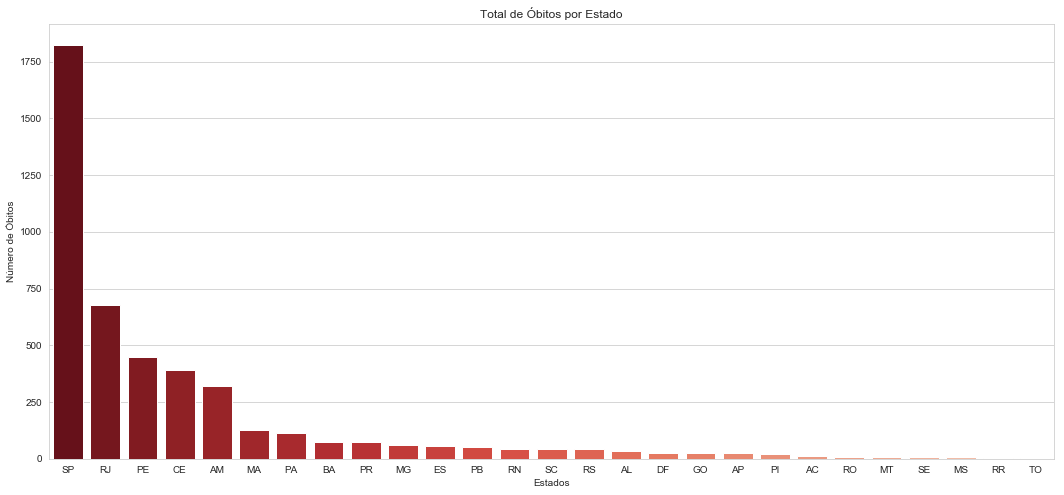 Total de Óbitos por Estado
Número de Óbitos
1750
1500
1250
1000
750
500
250
0
SP RJ PE CE AM MA PA BA PR MG ES PB RN SC RS AL DF GO AP PI AC RO MT SE MS RR TO
Estados